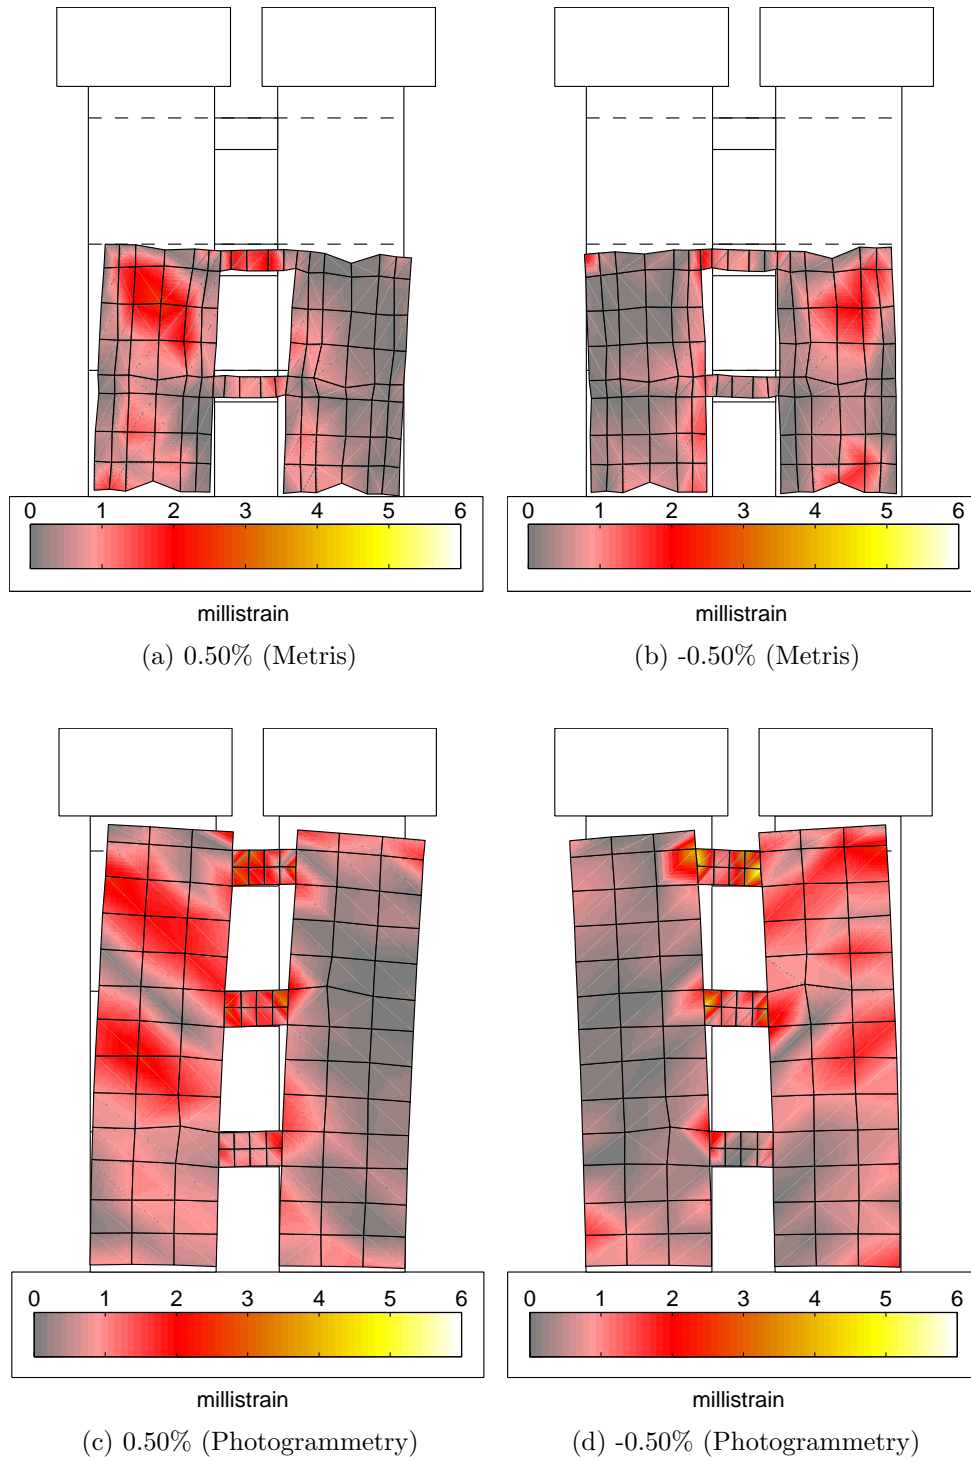 0 1 2 3 4 5 6
millistrain
(a) 0.50% (Metris)
0 1 2 3 4 5 6
millistrain
(b) -0.50% (Metris)
0 1 2 3 4 5 6
millistrain
(c) 0.50% (Photogrammetry)
0 1 2 3 4 5 6
millistrain
(d) -0.50% (Photogrammetry)